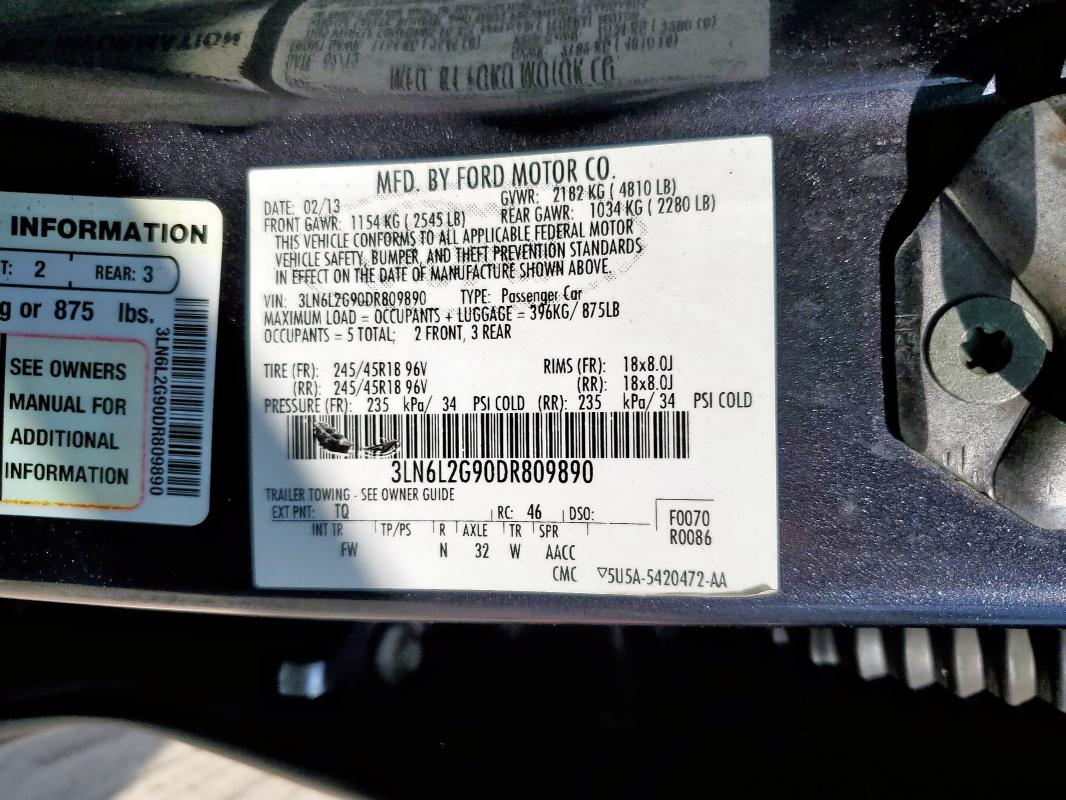 INFORMATION
T: 2 REAR: 3
g or 875 lbs.
SEE OWNERS
MANUAL FOR
ADDITIONAL
INFORMATION
3LN6L2G90DR809890
MFD. BY FORD MOTOR CO.
DATE: 02/13 GVWR: 2182 KG ( 4810 LB)
FRONT GAWR: 1154 KG ( 2545 LB) REAR GAWR: 1034 KG ( 2280 LB)
THIS VEHICLE CONFORMS TO ALL APPLICABLE FEDERAL MOTOR
VEHICLE SAFETY, BUMPER, AND THEFT PREVENTION STANDARDS
IN EFFECT ON THE DATE OF MANUFACTURE SHOWN ABOVE.
VIN: 3LN6L2G90DR809890 TYPE: Passenger Car
MAXIMUM LOAD = OCCUPANTS + LUGGAGE = 396KG/ 875LB
OCCUPANTS = 5 TOTAL; 2 FRONT, 3 REAR
TIRE (FR): 245/45R18 96V RIMS (FR): 18x8.0J
(RR): 245/45R18 96V (RR): 18x8.0J
PRESSURE (FR): 235 kPa/ 34 PSI COLD (RR): 235 kPa/ 34 PSI COLD
3LN6L2G90DR809890
TRAILER TOWING - SEE OWNER GUIDE
EXT PNT: TQ RC: 46 DSO:
INT TR TP/PS R AXLE TR SPR
FW N 32 W AACC
F0070
R0086
CMC ▽5U5A-5420472-AA